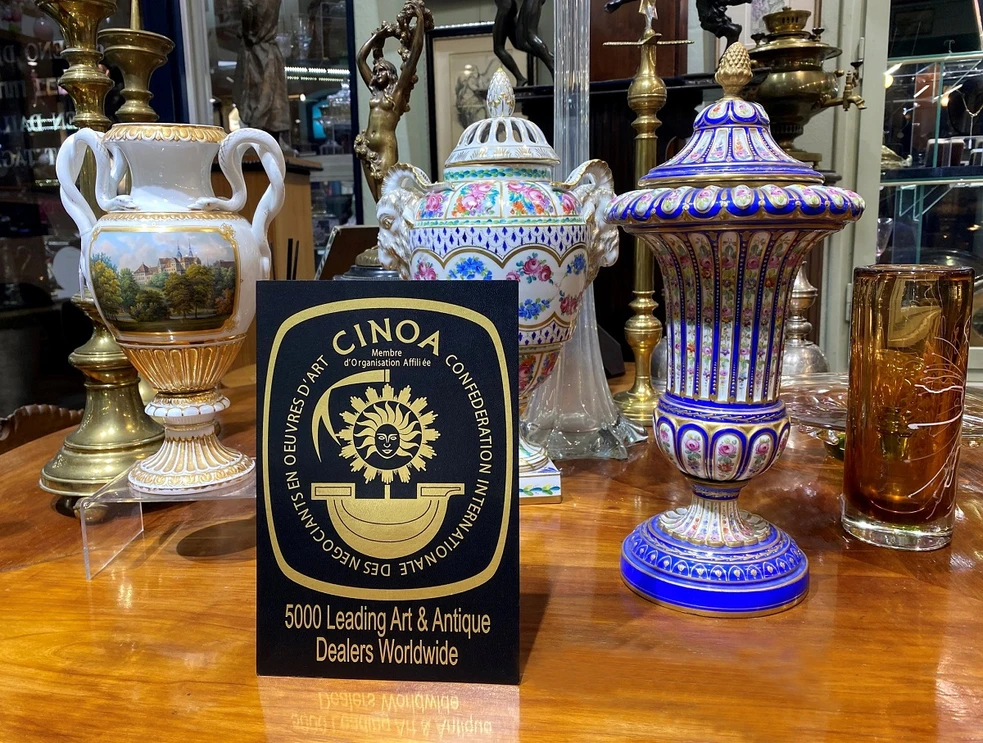 CINOA
Membre
d'Organisation Affiliée
CONFEDERATION INTERNATIONALE DES NEGOCIANTS EN OEUVRES D'ART
5000 Leading Art & Antique
Dealers Worldwide